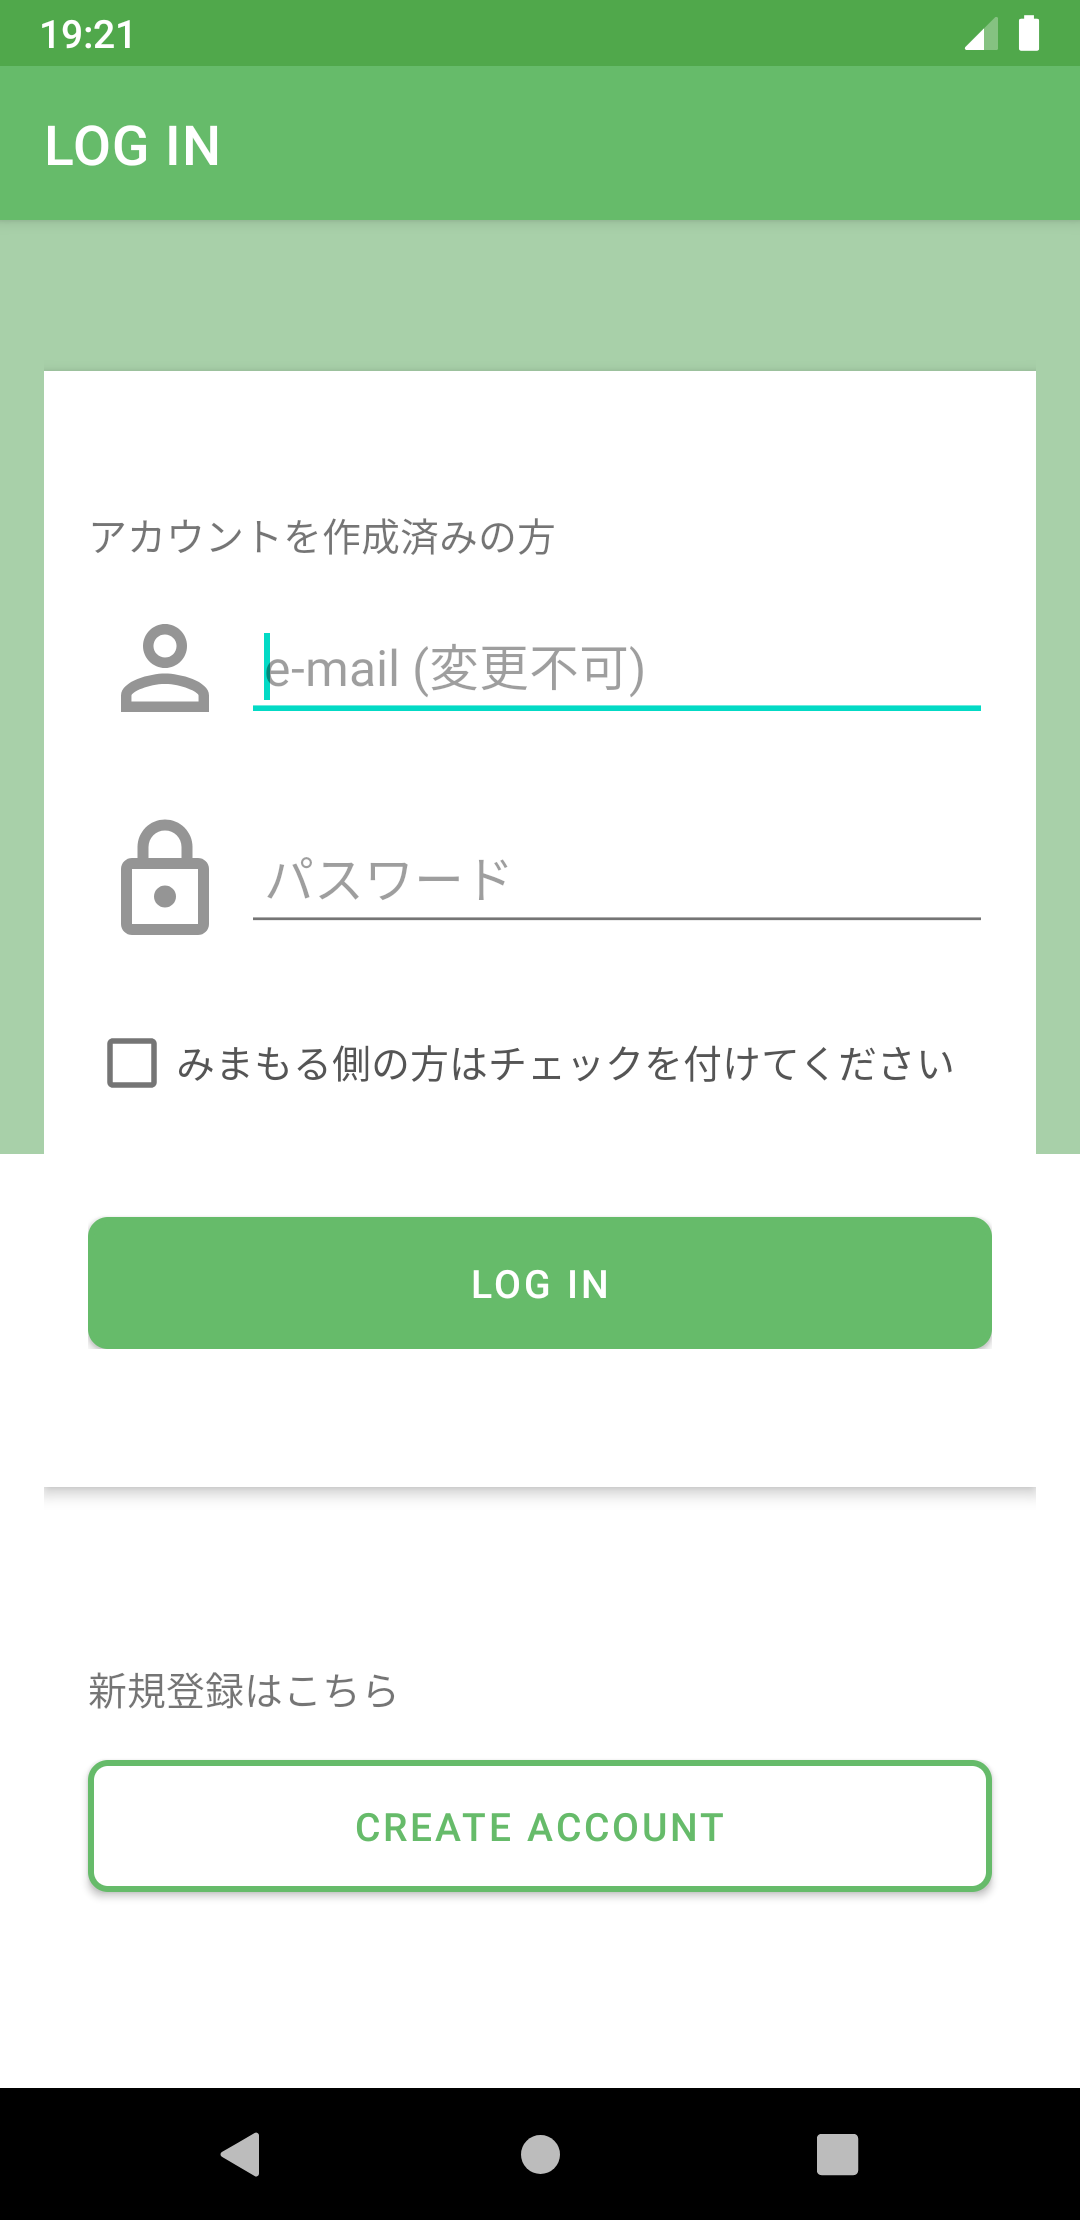 19:21
LOG IN
アカウントを作成済みの方
e-mail (変更不可)
パスワード
みまもる側の方はチェックを付けてください
LOG IN
新規登録はこちら
CREATE ACCOUNT